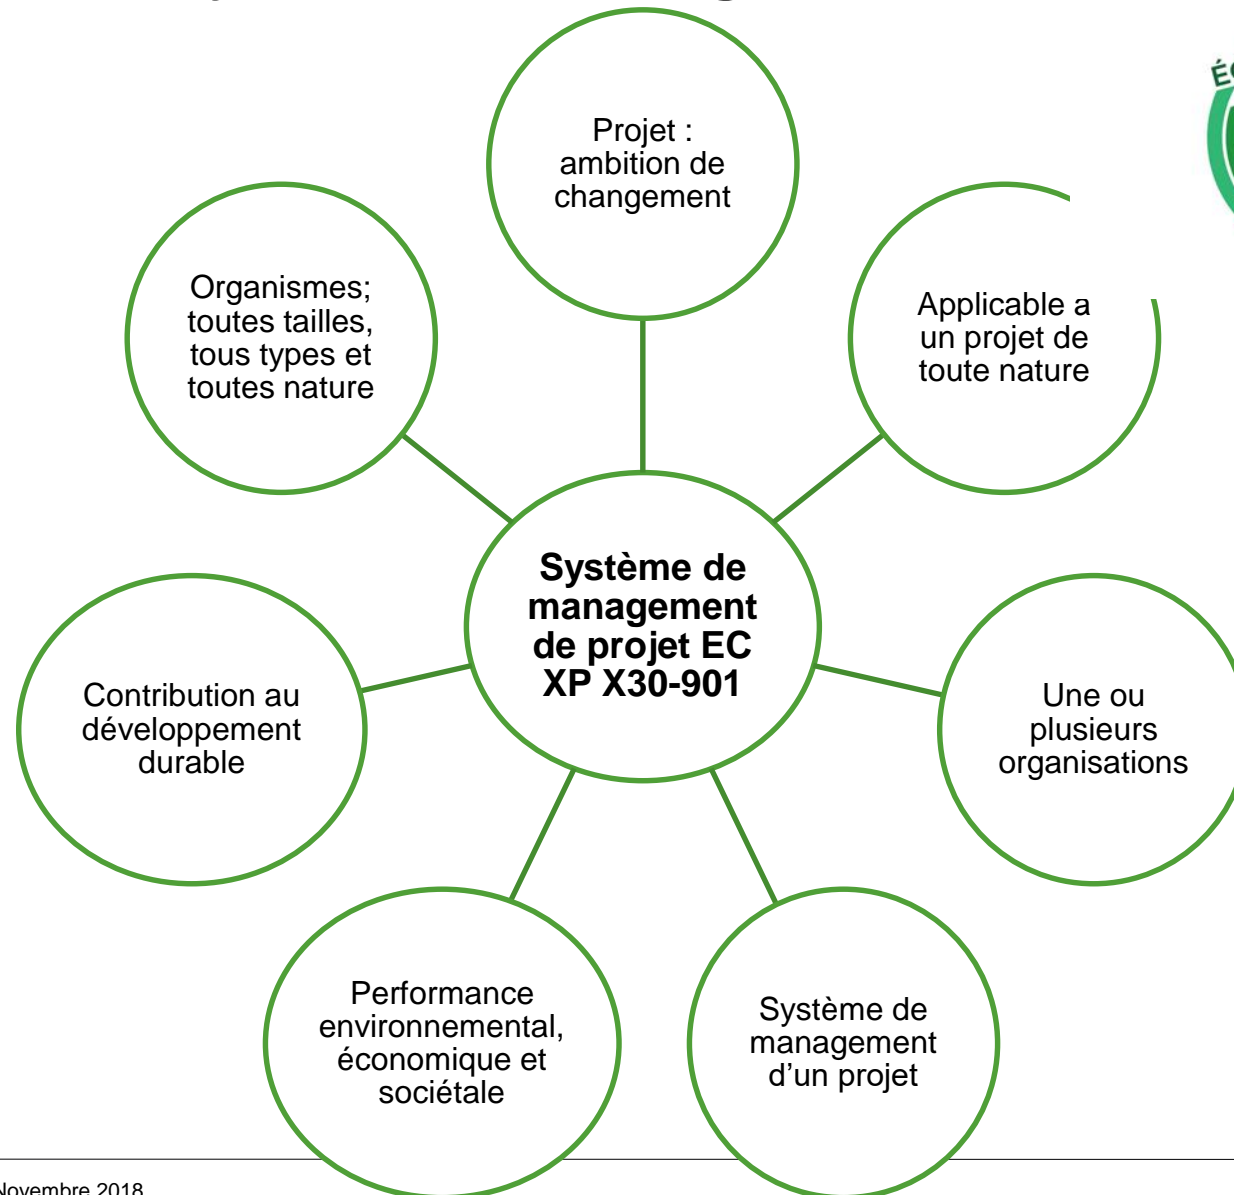 Projet :
ambition de
changement
Organismes;
toutes tailles,
tous types et
toutes nature
Applicable a
un projet de
toute nature
Système de
management
de projet EC
XP X30-901
Contribution au
développement
durable
Une ou
plusieurs
organisations
Performance
environnemental,
économique et
sociétale
Système de
management
d’un projet
Novembre 2018